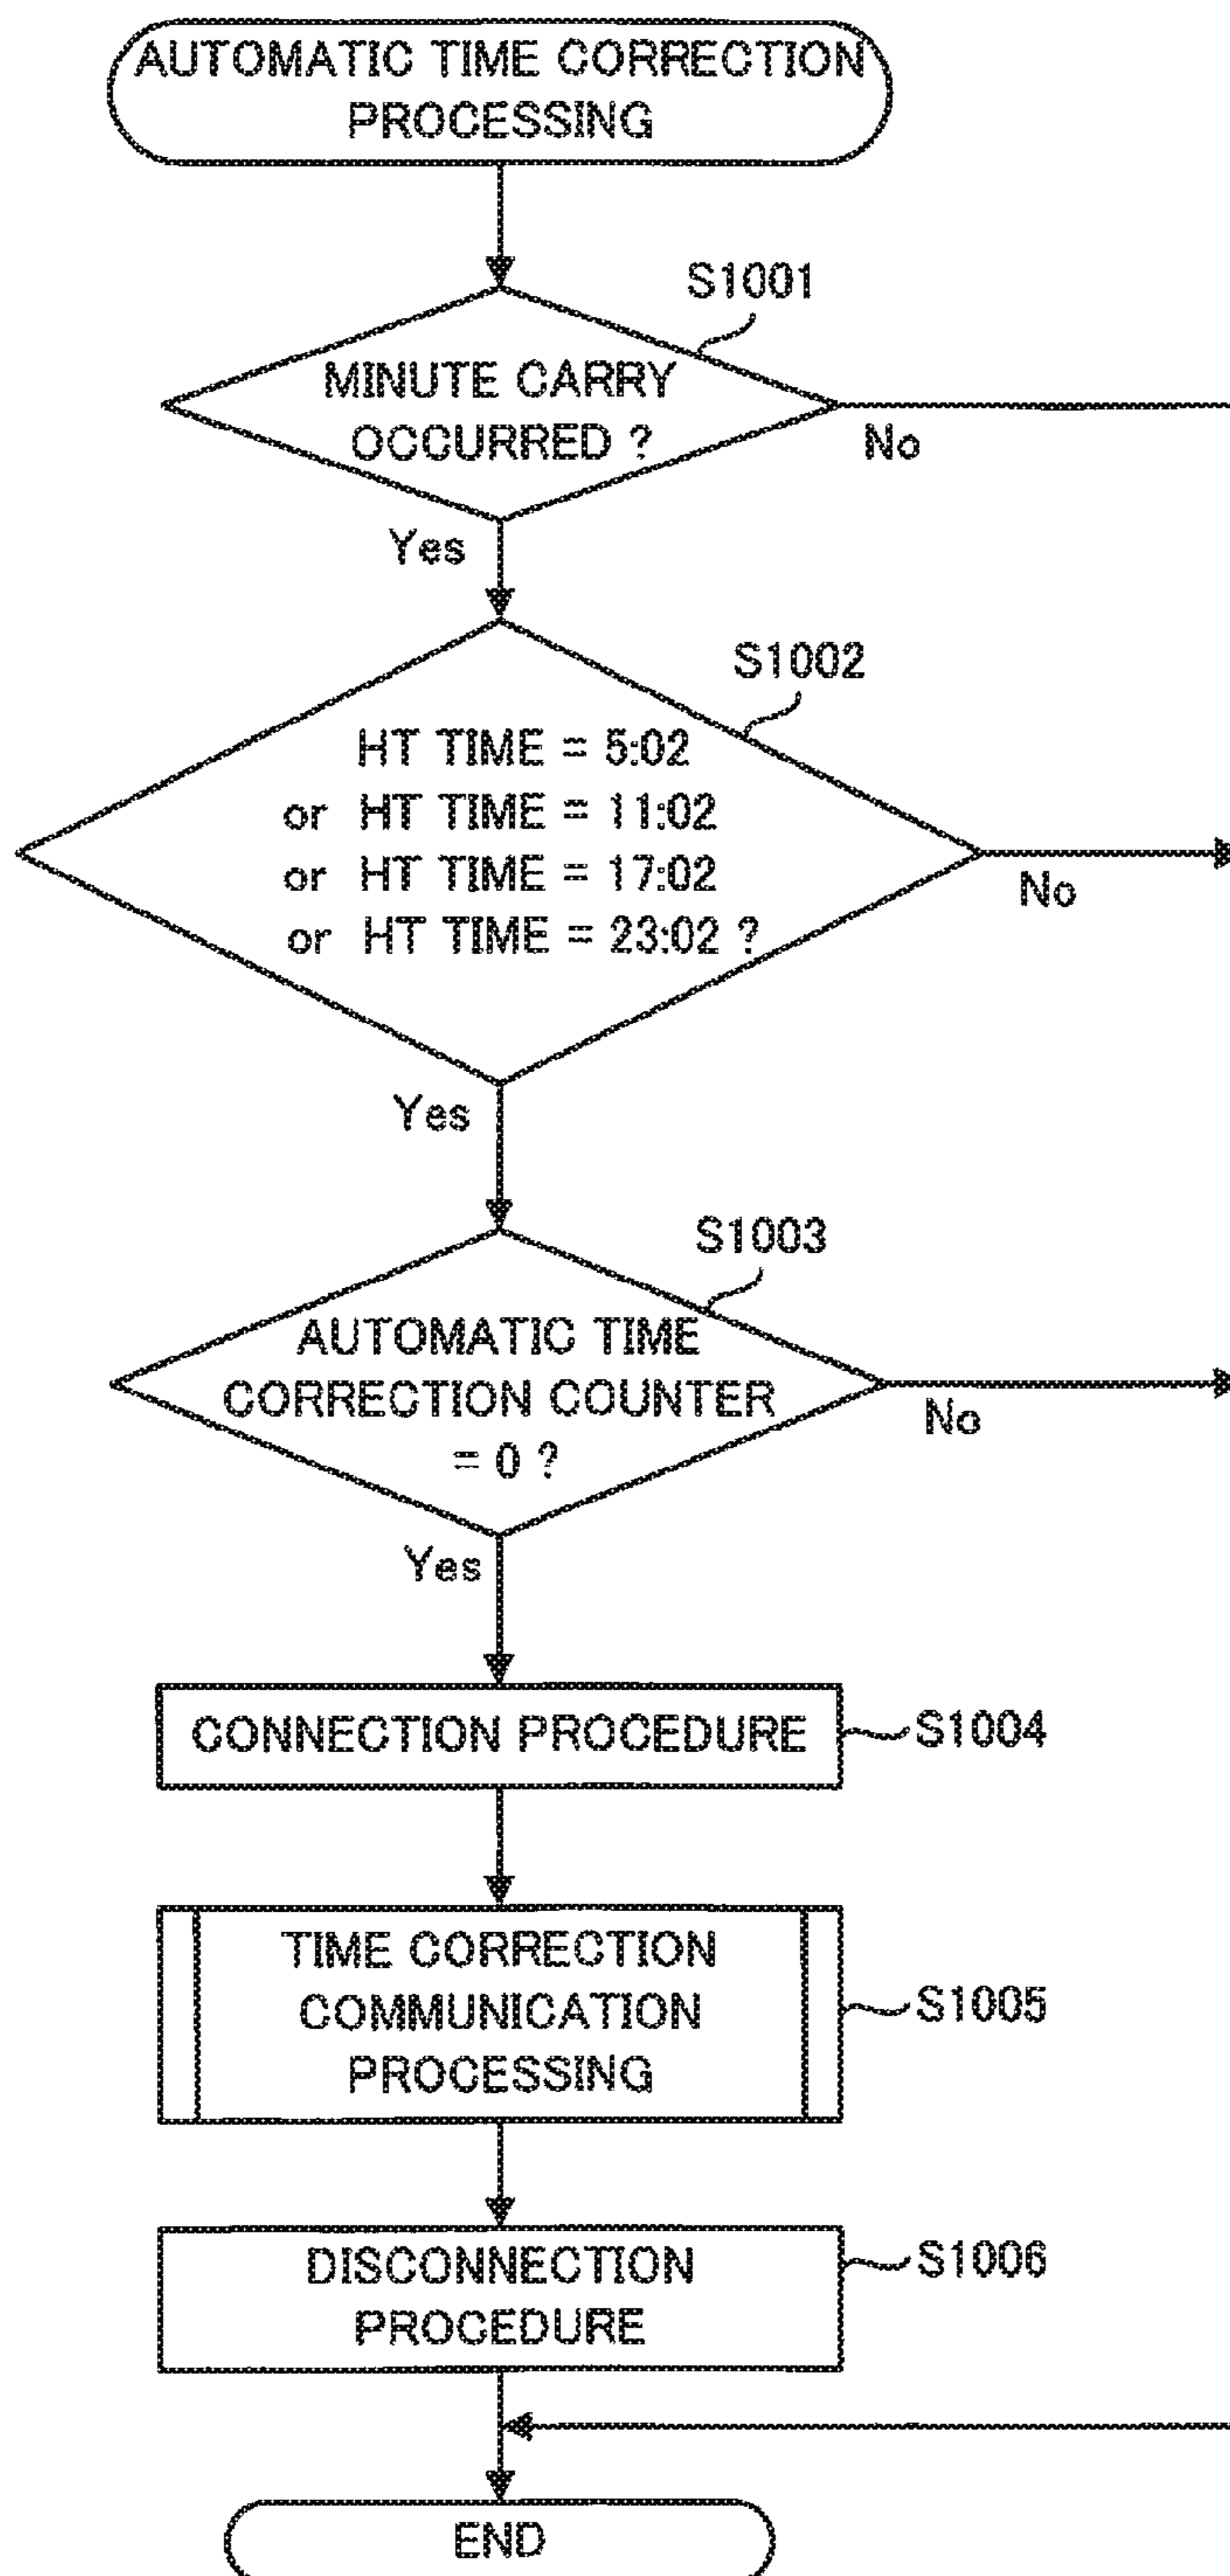 AUTOMATIC TIME CORRECTION
PROCESSING
S1001
MINUTE CARRY
OCCURRED ?
No
Yes
S1002
HT TIME = 5:02
or HT TIME = 11:02
or HT TIME = 17:02
or HT TIME = 23:02 ?
No
Yes
S1003
AUTOMATIC TIME
CORRECTION COUNTER
= 0 ?
No
Yes
CONNECTION PROCEDURE
S1004
TIME CORRECTION
COMMUNICATION
PROCESSING
S1005
DISCONNECTION
PROCEDURE
S1006
END